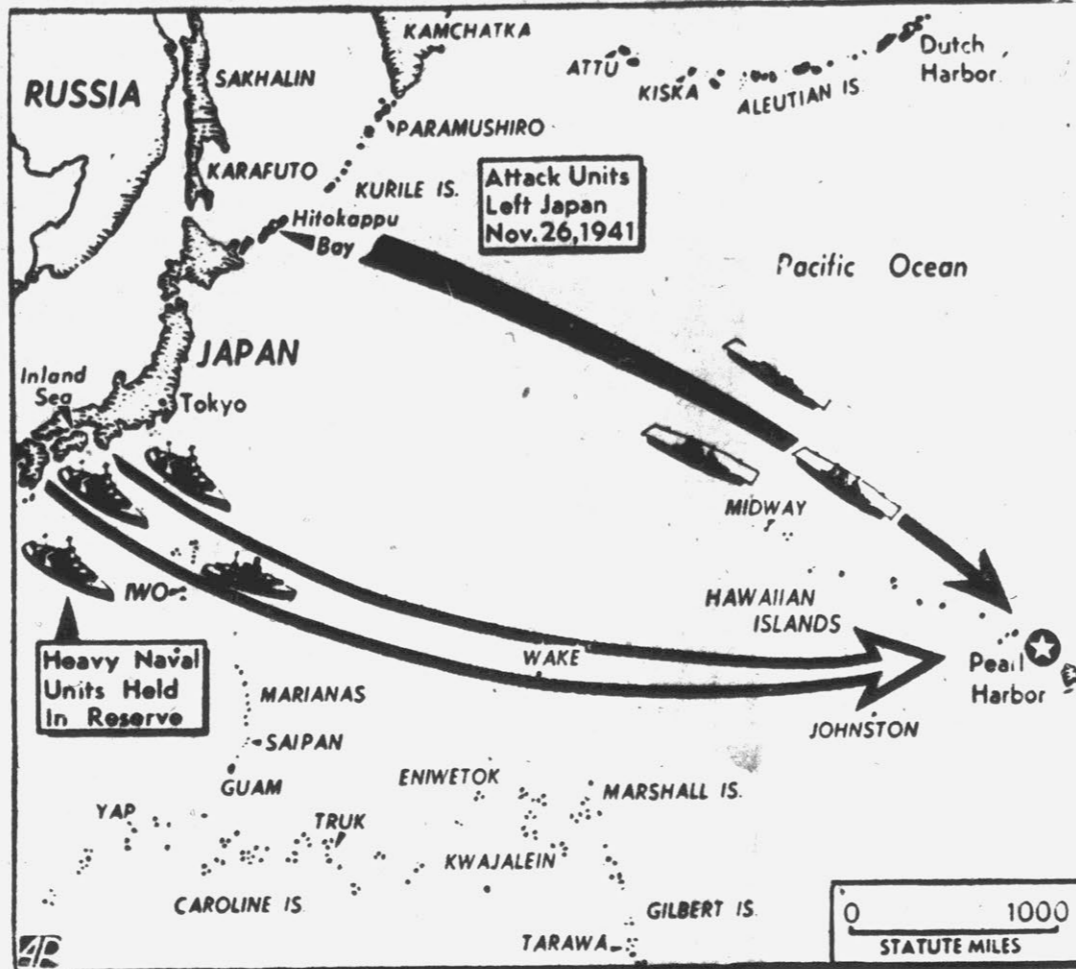 KAMCHATKA
RUSSIA
SAKHALIN
ATTU
KISKA
ALEUTIAN IS.
Dutch
Harbor
PARAMUSHIRO
KARAFUTO
KURILE IS.
Attack Units
Left Japan
Nov. 26, 1941
Hitokappu
Bay
Pacific Ocean
JAPAN
Inland
Sea
Tokyo
MIDWAY
IWO
HAWAIIAN
ISLANDS
WAKE
Pearl
Harbor
Heavy Naval
Units Held
In Reserve
MARIANAS
SAIPAN
GUAM
JOHNSTON
ENIWETOK
MARSHALL IS.
YAP
TRUK
KWAJALEIN
CAROLINE IS.
GILBERT IS.
TARAWA
0 1000
STATUTE MILES
AP